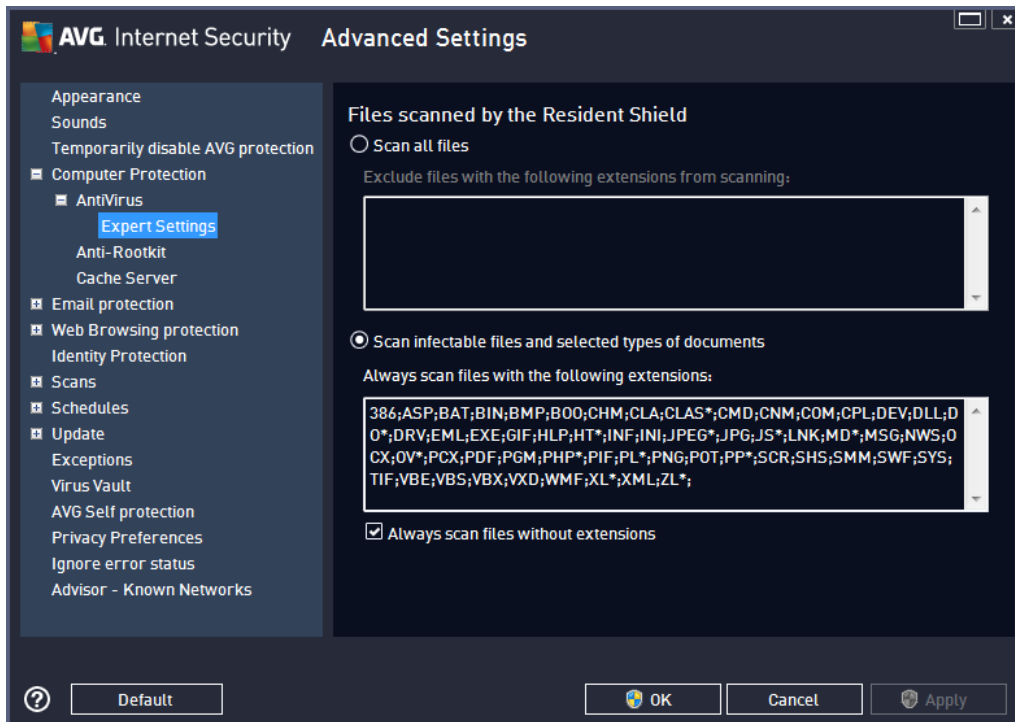 AVG. Internet Security Advanced Settings
Appearance
Sounds
Temporarily disable AVG protection
Computer Protection
AntiVirus
Expert Settings
Anti-Rootkit
Cache Server
Email protection
Web Browsing protection
Identity Protection
Scans
Schedules
Update
Exceptions
Virus Vault
AVG Self protection
Privacy Preferences
Ignore error status
Advisor - Known Networks
Files scanned by the Resident Shield
Scan all files
Exclude files with the following extensions from scanning:
Scan infectable files and selected types of documents
Always scan files with the following extensions:
386;ASP;BAT;BIN;BMP;BOO;CHM;CLA;CLAS*;CMD;CNM;COM;CPL;DEV;DLL;D
O*;DRV;EML;EXE;GIF;HLP;HT*;INF;INI;JPEG*;JPG;JS*;LNK;MD*;MSG;NWS;O
CX;OV*;PCX;PDF;PGM;PHP*;PIF;PL*;PNG;POT;PP*;SCR;SHS;SMM;SWF;SYS;
TIF;VBE;VBS;VBX;VXD;WMF;XL*;XML;ZL*;
Always scan files without extensions
? Default OK Cancel Apply